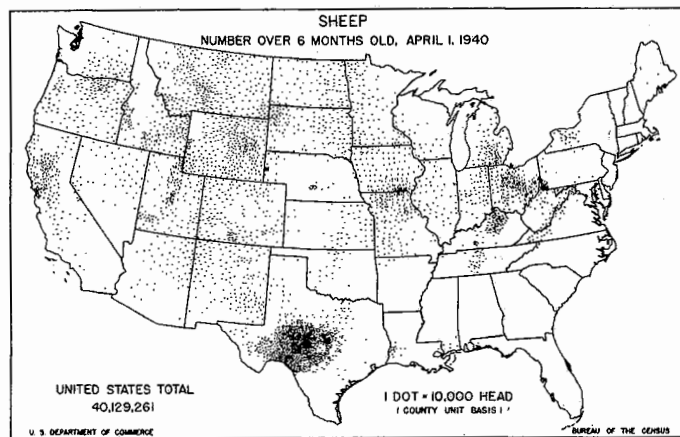 SHEEP
NUMBER OVER 6 MONTHS OLD, APRIL 1, 1940
UNITED STATES TOTAL
40,129,261
1 DOT = 10,000 HEAD
(COUNTY UNIT BASIS)
U. S. DEPARTMENT OF COMMERCE
BUREAU OF THE CENSUS